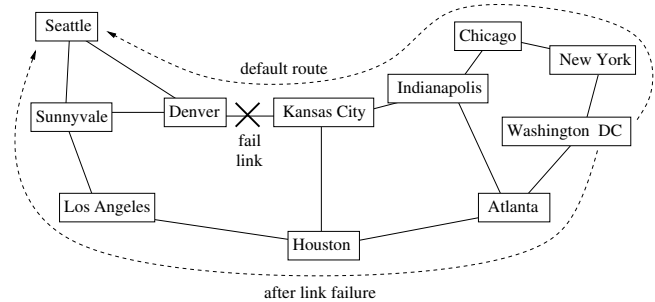 Seattle
Chicago
New York
default route
Indianapolis
Sunnyvale
Denver
Kansas City
fail
link
Washington DC
Los Angeles
Atlanta
Houston
after link failure